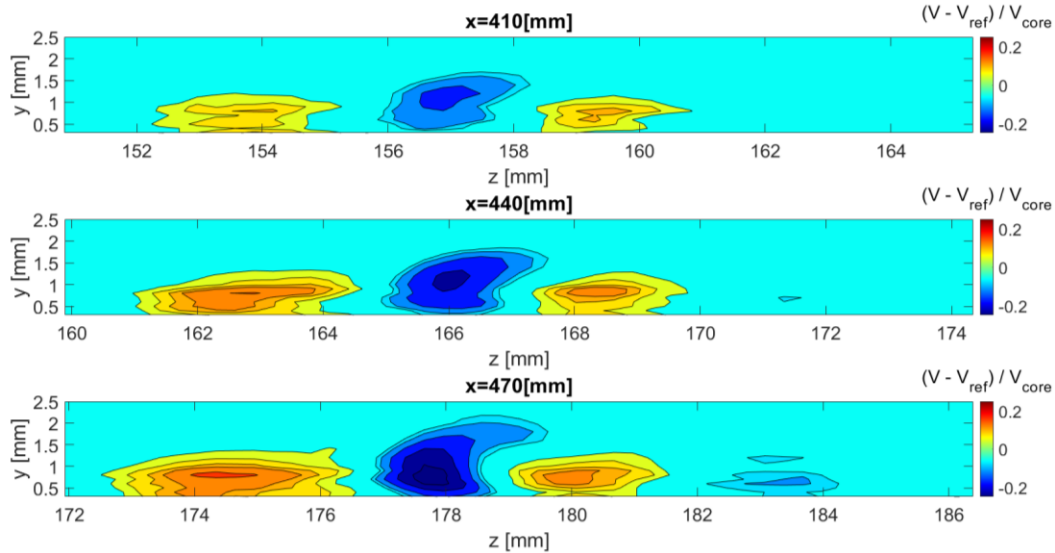 x=410[mm]
(V - V_ref) / V_core
2.5
2
1.5
1
0.5
y [mm]
0.2
0
-0.2
152 154 156 158 160 162 164
z [mm]
x=440[mm]
(V - V_ref) / V_core
2.5
2
1.5
1
0.5
y [mm]
0.2
0
-0.2
160 162 164 166 168 170 172 174
z [mm]
x=470[mm]
(V - V_ref) / V_core
2.5
2
1.5
1
0.5
y [mm]
0.2
0
-0.2
172 174 176 178 180 182 184 186
z [mm]